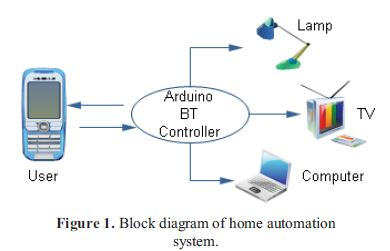 Lamp
Arduino
BT
Controller
TV
User
Computer
Figure 1. Block diagram of home automation
system.